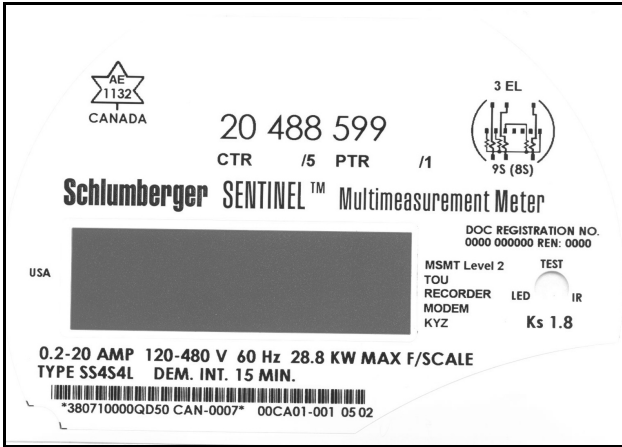 AE
1132
CANADA
3 EL
20 488 599
CTR /5 PTR /1
9S (8S)
Schlumberger SENTINEL™ Multimeasurement Meter
DOC REGISTRATION NO.
0000 000000 REN: 0000
USA
MSMT Level 2
TOU
RECORDER
MODEM
KYZ
TEST
LED IR
Ks 1.8
0.2-20 AMP 120-480 V 60 Hz 28.8 KW MAX F/SCALE
TYPE SS4S4L DEM. INT. 15 MIN.
*380710000QD50 CAN-0007* 00CA01-001 05 02